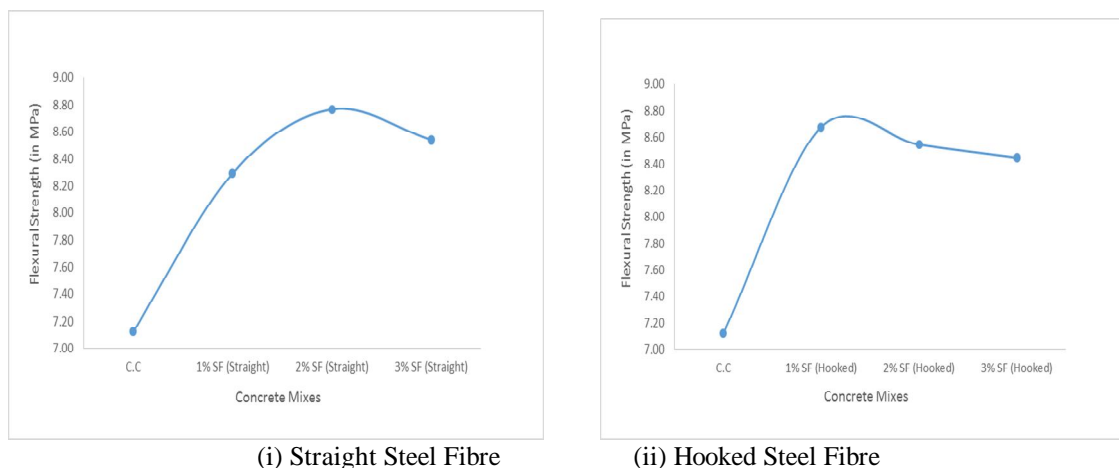 9.00
8.80
8.60
8.40
8.20
8.00
7.80
7.60
7.40
7.20
7.00
Flexural Strength (in MPa)
C.C 1% SF (Straight) 2% SF (Straight) 3% SF (Straight)
Concrete Mixes
(i) Straight Steel Fibre
9.00
8.80
8.60
8.40
8.20
8.00
7.80
7.60
7.40
7.20
7.00
Flexural Strength (in MPa)
C.C 1% SF (Hooked) 2% SF (Hooked) 3% SF (Hooked)
Concrete Mixes
(ii) Hooked Steel Fibre